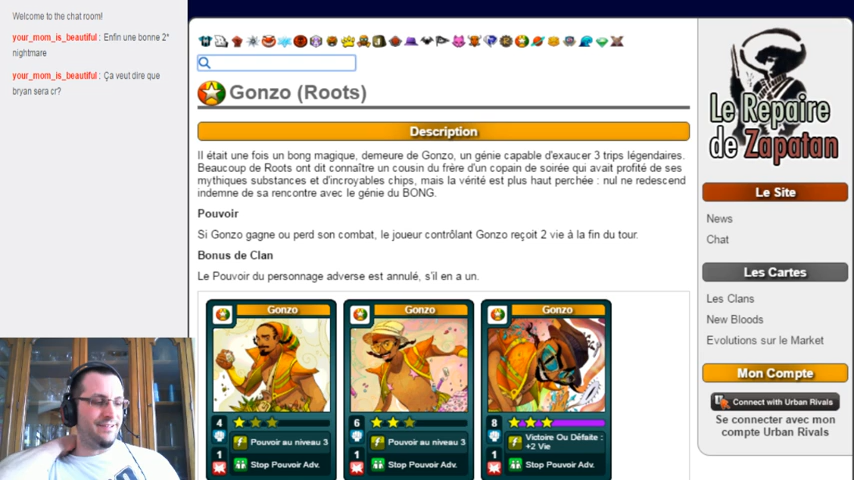 Welcome to the chat room!
your_mom_is_beautiful : Enfin une bonne 2*
nightmare
your_mom_is_beautiful : Ça veut dire que
bryan sera cr?
Gonzo (Roots)
Description
Il était une fois un bong magique, demeure de Gonzo, un génie capable d'exaucer 3 trips légendaires.
Beaucoup de Roots ont dit connaître un cousin du frère d'un copain de soirée qui avait profité de ses
mythiques substances et d'incroyables chips, mais la vérité est plus haut perchée : nul ne redescend
indemne de sa rencontre avec le génie du BONG.
Pouvoir
Si Gonzo gagne ou perd son combat, le joueur contrôlant Gonzo reçoit 2 vie à la fin du tour.
Bonus de Clan
Le Pouvoir du personnage adverse est annulé, s'il en a un.
Gonzo
4
Pouvoir au niveau 3
1
Stop Pouvoir Adv.
Gonzo
6
Pouvoir au niveau 3
1
Stop Pouvoir Adv.
Gonzo
8
Victoire Ou Défaite :
+2 Vie
1
Stop Pouvoir Adv.
Le Repaire
de Zapatan
Le Site
News
Chat
Les Cartes
Les Clans
New Bloods
Evolutions sur le Market
Mon Compte
Connect with Urban Rivals
Se connecter avec mon
compte Urban Rivals